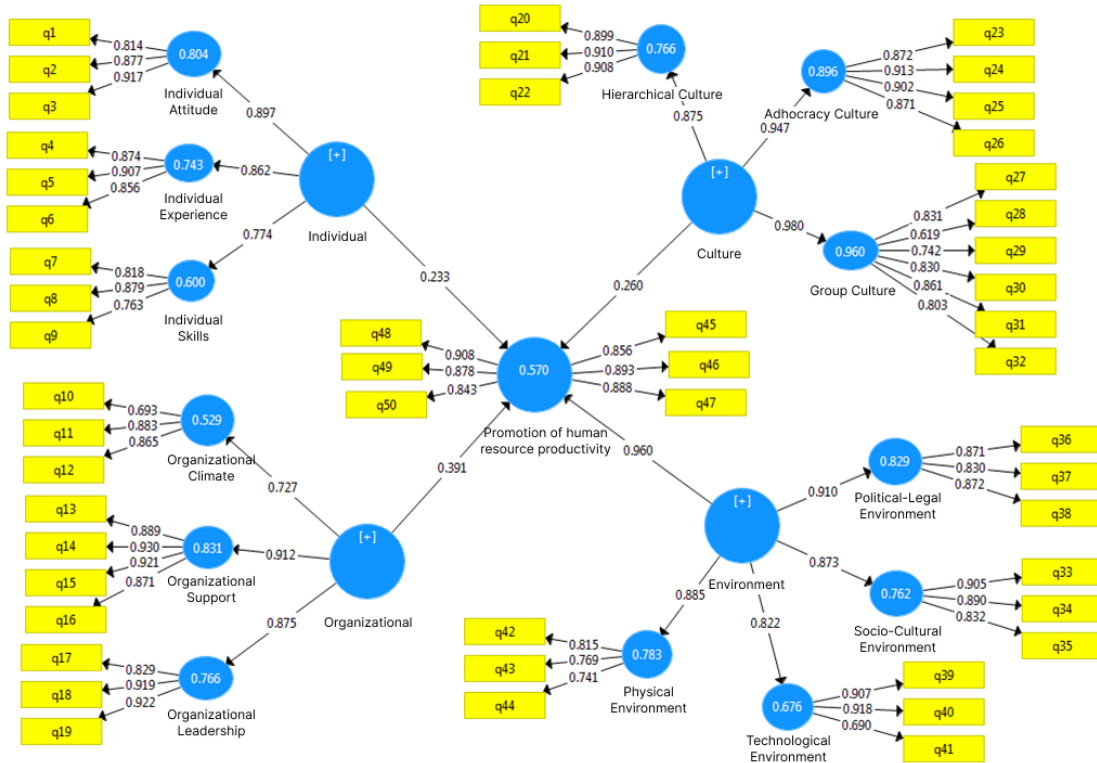 q1
q2
q3
0.814
0.877
0.917
0.804
Individual
Attitude
0.897
q4
q5
q6
0.874
0.907
0.856
0.743
Individual
Experience
0.862
q7
q8
q9
0.818
0.879
0.763
0.600
Individual
Skills
0.774
[+]
Individual
0.233
q20
q21
q22
0.899
0.910
0.908
0.766
Hierarchical Culture
0.875
q23
q24
q25
q26
0.872
0.913
0.902
0.871
0.896
Adhocracy Culture
0.947
[+]
Culture
0.980
0.260
q27
q28
q29
q30
q31
q32
0.831
0.619
0.742
0.830
0.861
0.803
0.960
Group Culture
q48
q49
q50
0.908
0.878
0.843
0.570
0.856
0.893
0.888
q45
q46
q47
Promotion of human
resource productivity
q10
q11
q12
0.693
0.883
0.865
0.529
Organizational
Climate
0.727
q13
q14
q15
q16
0.889
0.930
0.921
0.871
0.831
Organizational
Support
0.912
q17
q18
q19
0.829
0.919
0.922
0.766
Organizational
Leadership
0.875
[+]
Organizational
0.391
0.960
[+]
Environment
0.910
0.829
Political-Legal
Environment
0.871
0.830
0.872
q36
q37
q38
0.873
0.762
Socio-Cultural
Environment
0.905
0.890
0.832
q33
q34
q35
0.885
q42
q43
q44
0.815
0.769
0.741
0.783
Physical
Environment
0.822
0.676
Technological
Environment
0.907
0.918
0.690
q39
q40
q41